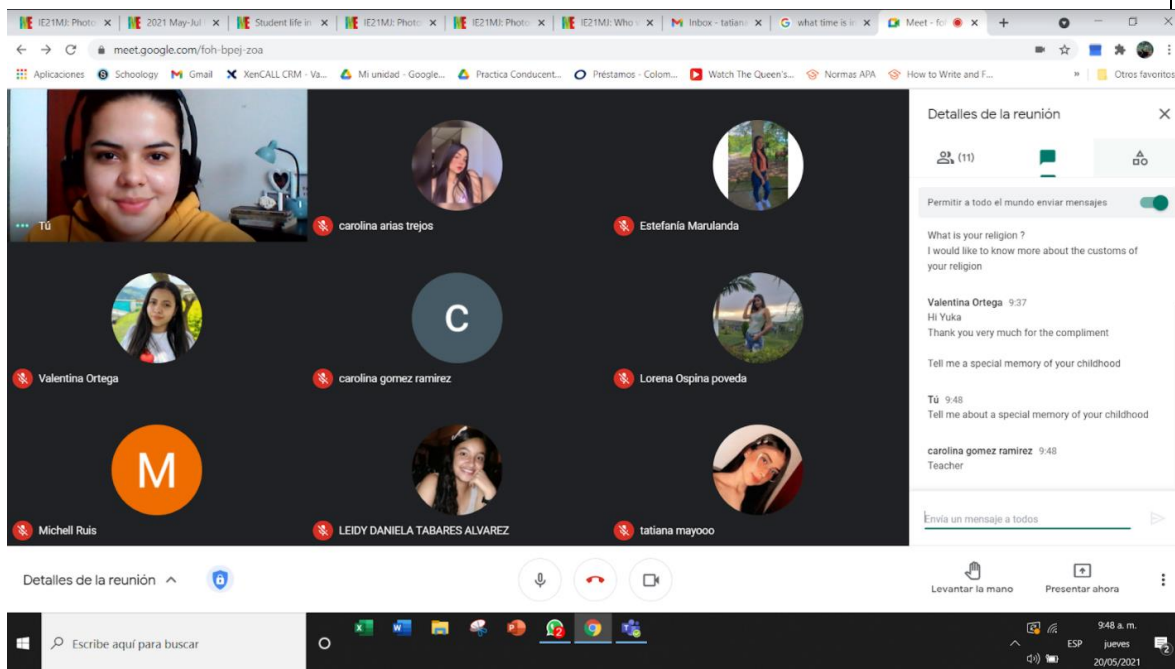 IE21MJ: Photo
2021 May-Jul
Student life in
IE21MJ: Photo
IE21MJ: Photo
IE21MJ: Who
Inbox - tatian
what time is i
Meet - fo
meet.google.com/foh-bpej-zoa
Aplicaciones
Schoology
Gmail
XenCALL CRM - Va...
Mi unidad - Google...
Practica Conducent...
Préstamos - Colom...
Watch The Queen's...
Normas APA
How to Write and F...
Otros favoritos
Tú
carolina arias trejos
Estefanía Marulanda
Valentina Ortega
C
carolina gomez ramirez
Lorena Ospina poveda
M
Michell Ruis
LEIDY DANIELA TABARES ALVAREZ
tatiana mayooo
Detalles de la reunión
(11)
Permitir a todo el mundo enviar mensajes
What is your religion ?
I would like to know more about the customs of
your religion
Valentina Ortega 9:37
Hi Yuka
Thank you very much for the compliment
Tell me a special memory of your childhood
Tú 9:48
Tell me about a special memory of your childhood
carolina gomez ramirez 9:48
Teacher
Envía un mensaje a todos
Detalles de la reunión
Levantar la mano
Presentar ahora
Escribe aquí para buscar
2
ESP
9:48 a. m.
jueves
20/05/2021